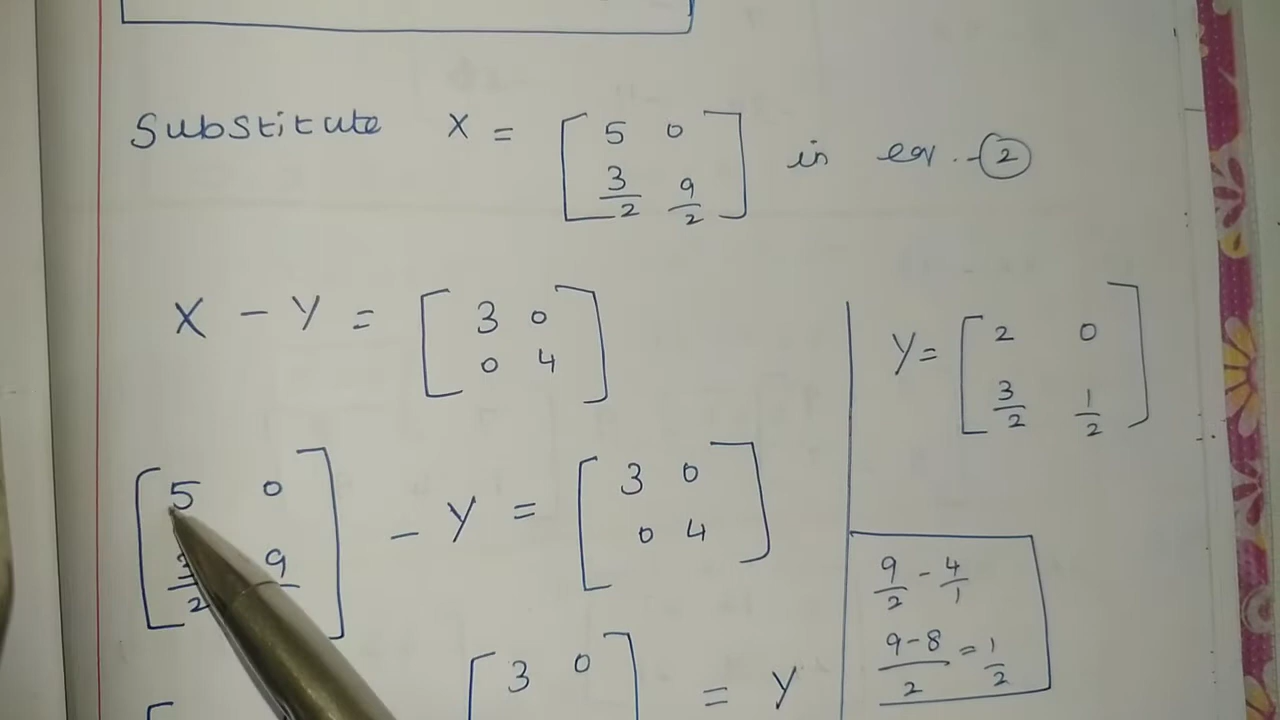 Substitute X = [ 5 0 in eq. - 2
3/2 9/2 ]
X - Y = [ 3 0
0 4 ]
[ 5 0
3/2 9 ] - Y = [ 3 0
0 4 ]
[ 3 0 = Y
Y = [ 2 0
3/2 1/2 ]
9/2 - 4/1
9-8/2 = 1/2